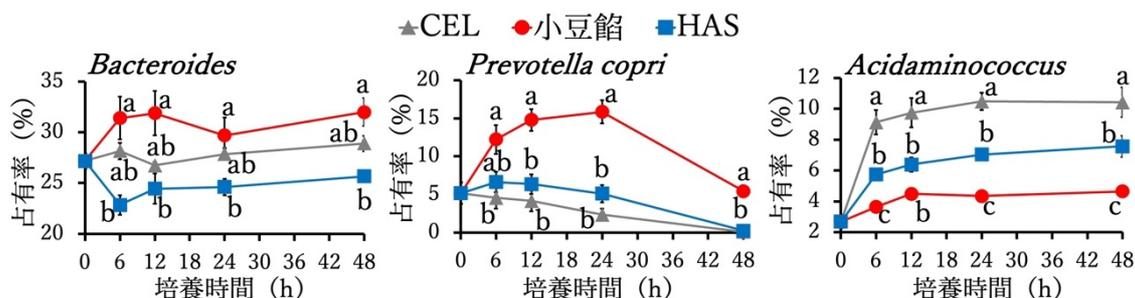 CEL 小豆餡 HAS
Bacteroides
占有率 (%)
35
30
25
20
a a a a
ab ab ab ab
b b b b
0 6 12 18 24 30 36 42 48
培養時間 (h)
Prevotella copri
占有率 (%)
20
15
10
5
0
a a a a
ab b b b
b b b
0 6 12 18 24 30 36 42 48
培養時間 (h)
Acidaminococcus
占有率 (%)
12
10
8
6
4
2
a a a a
b b b b
c b c c
0 6 12 18 24 30 36 42 48
培養時間 (h)